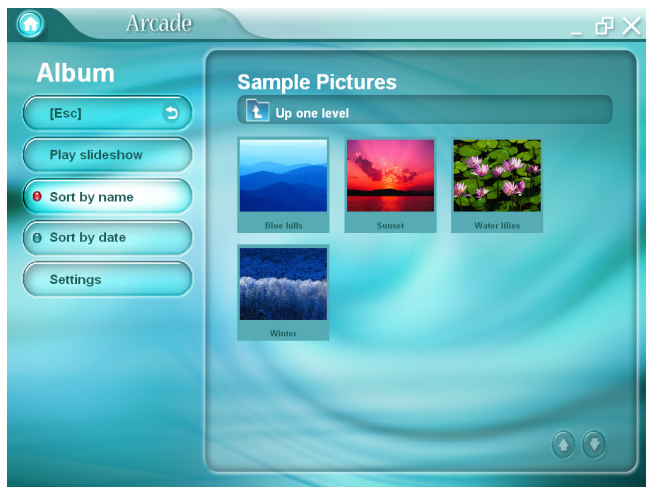 Arcade
Album
[Esc]
Play slideshow
Sort by name
Sort by date
Settings
Sample Pictures
Up one level
Blue hills
Sunset
Water lilies
Winter